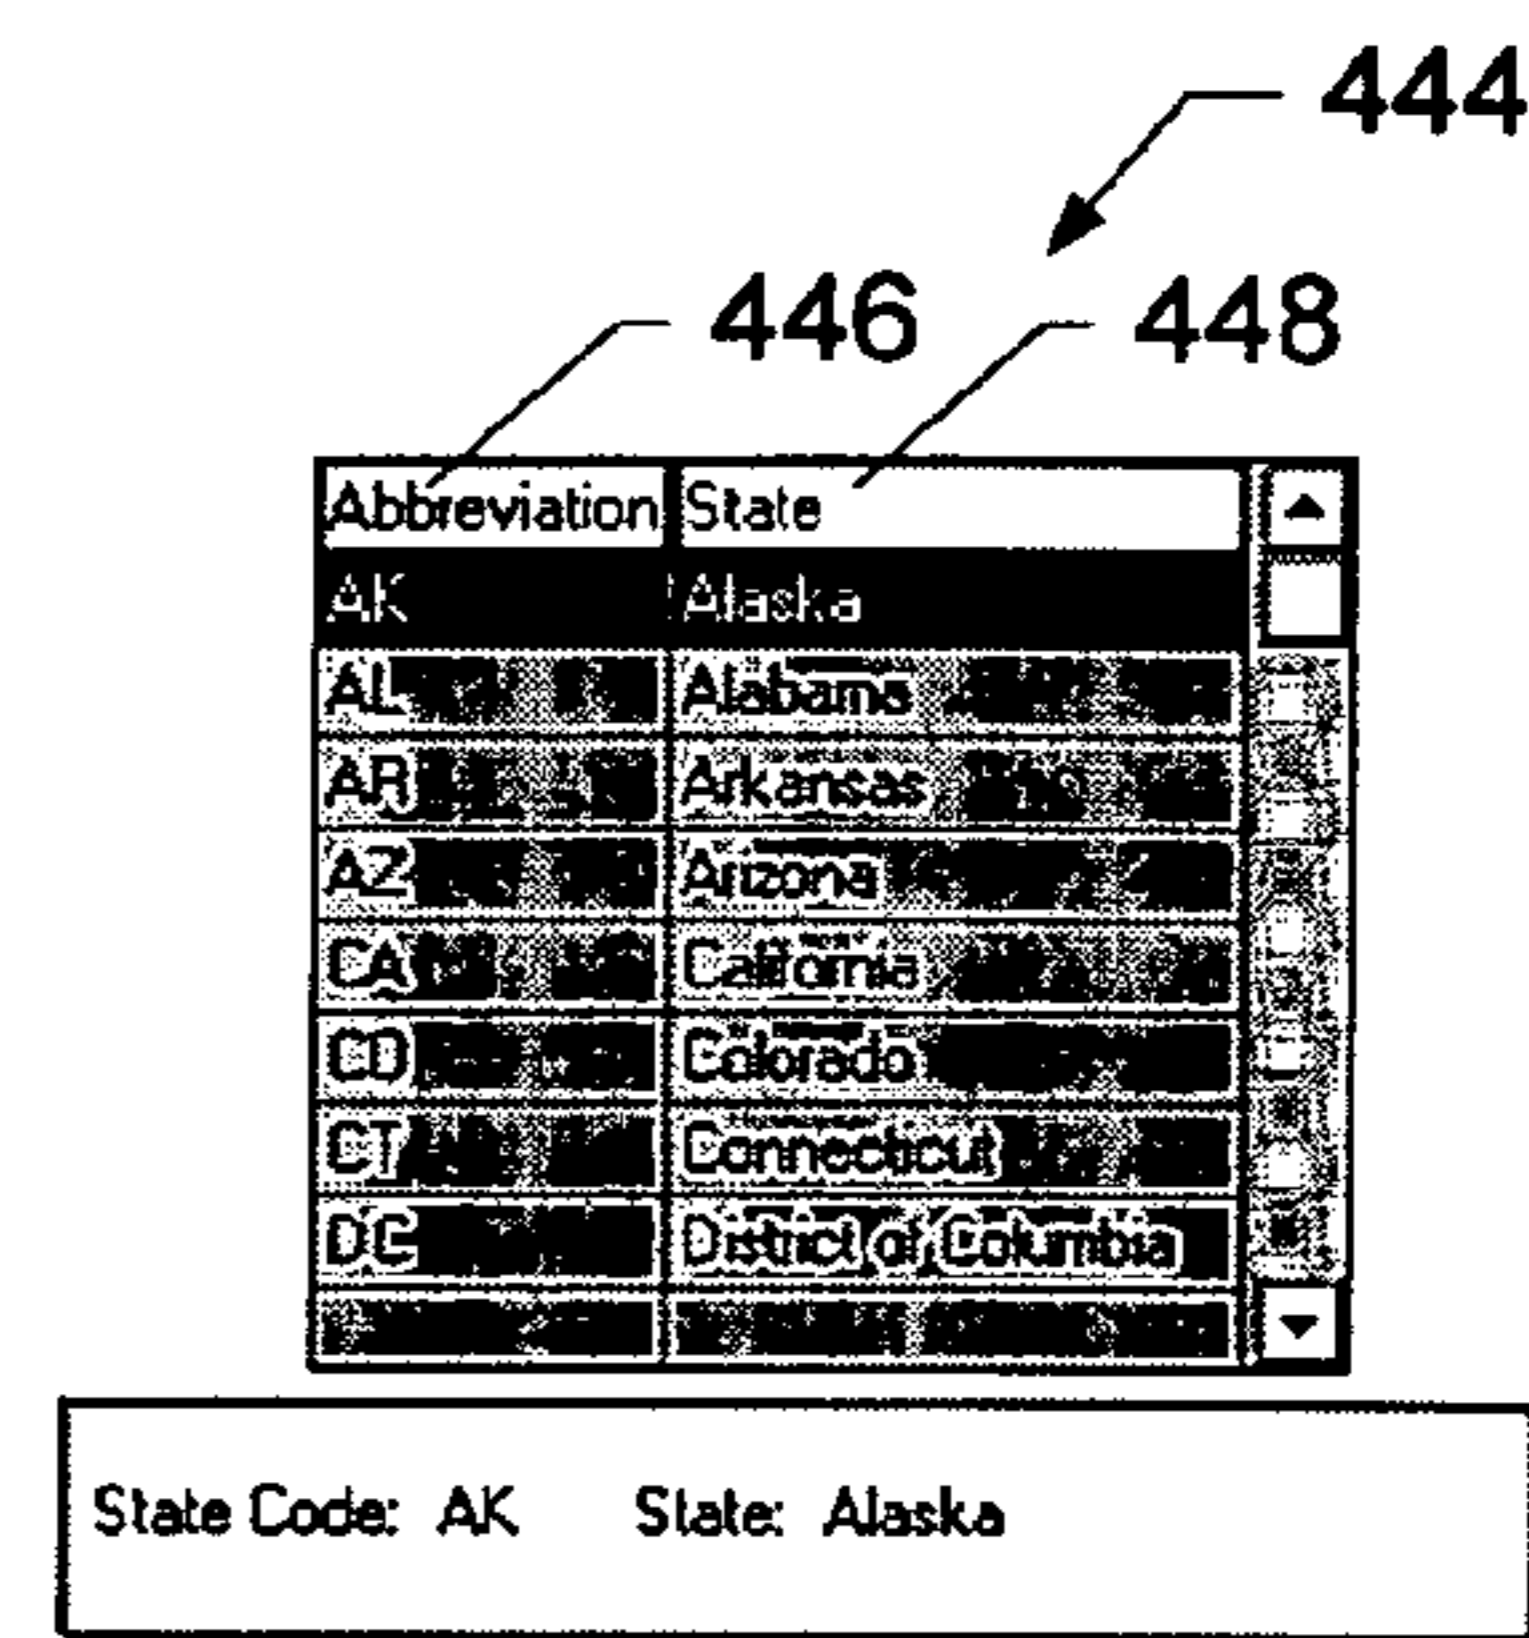 444
446 448
Abbreviation State
AK Alaska
AL Alabama
AR Arkansas
AZ Arizona
CA California
CO Colorado
CT Connecticut
DC District of Columbia
State Code: AK State: Alaska